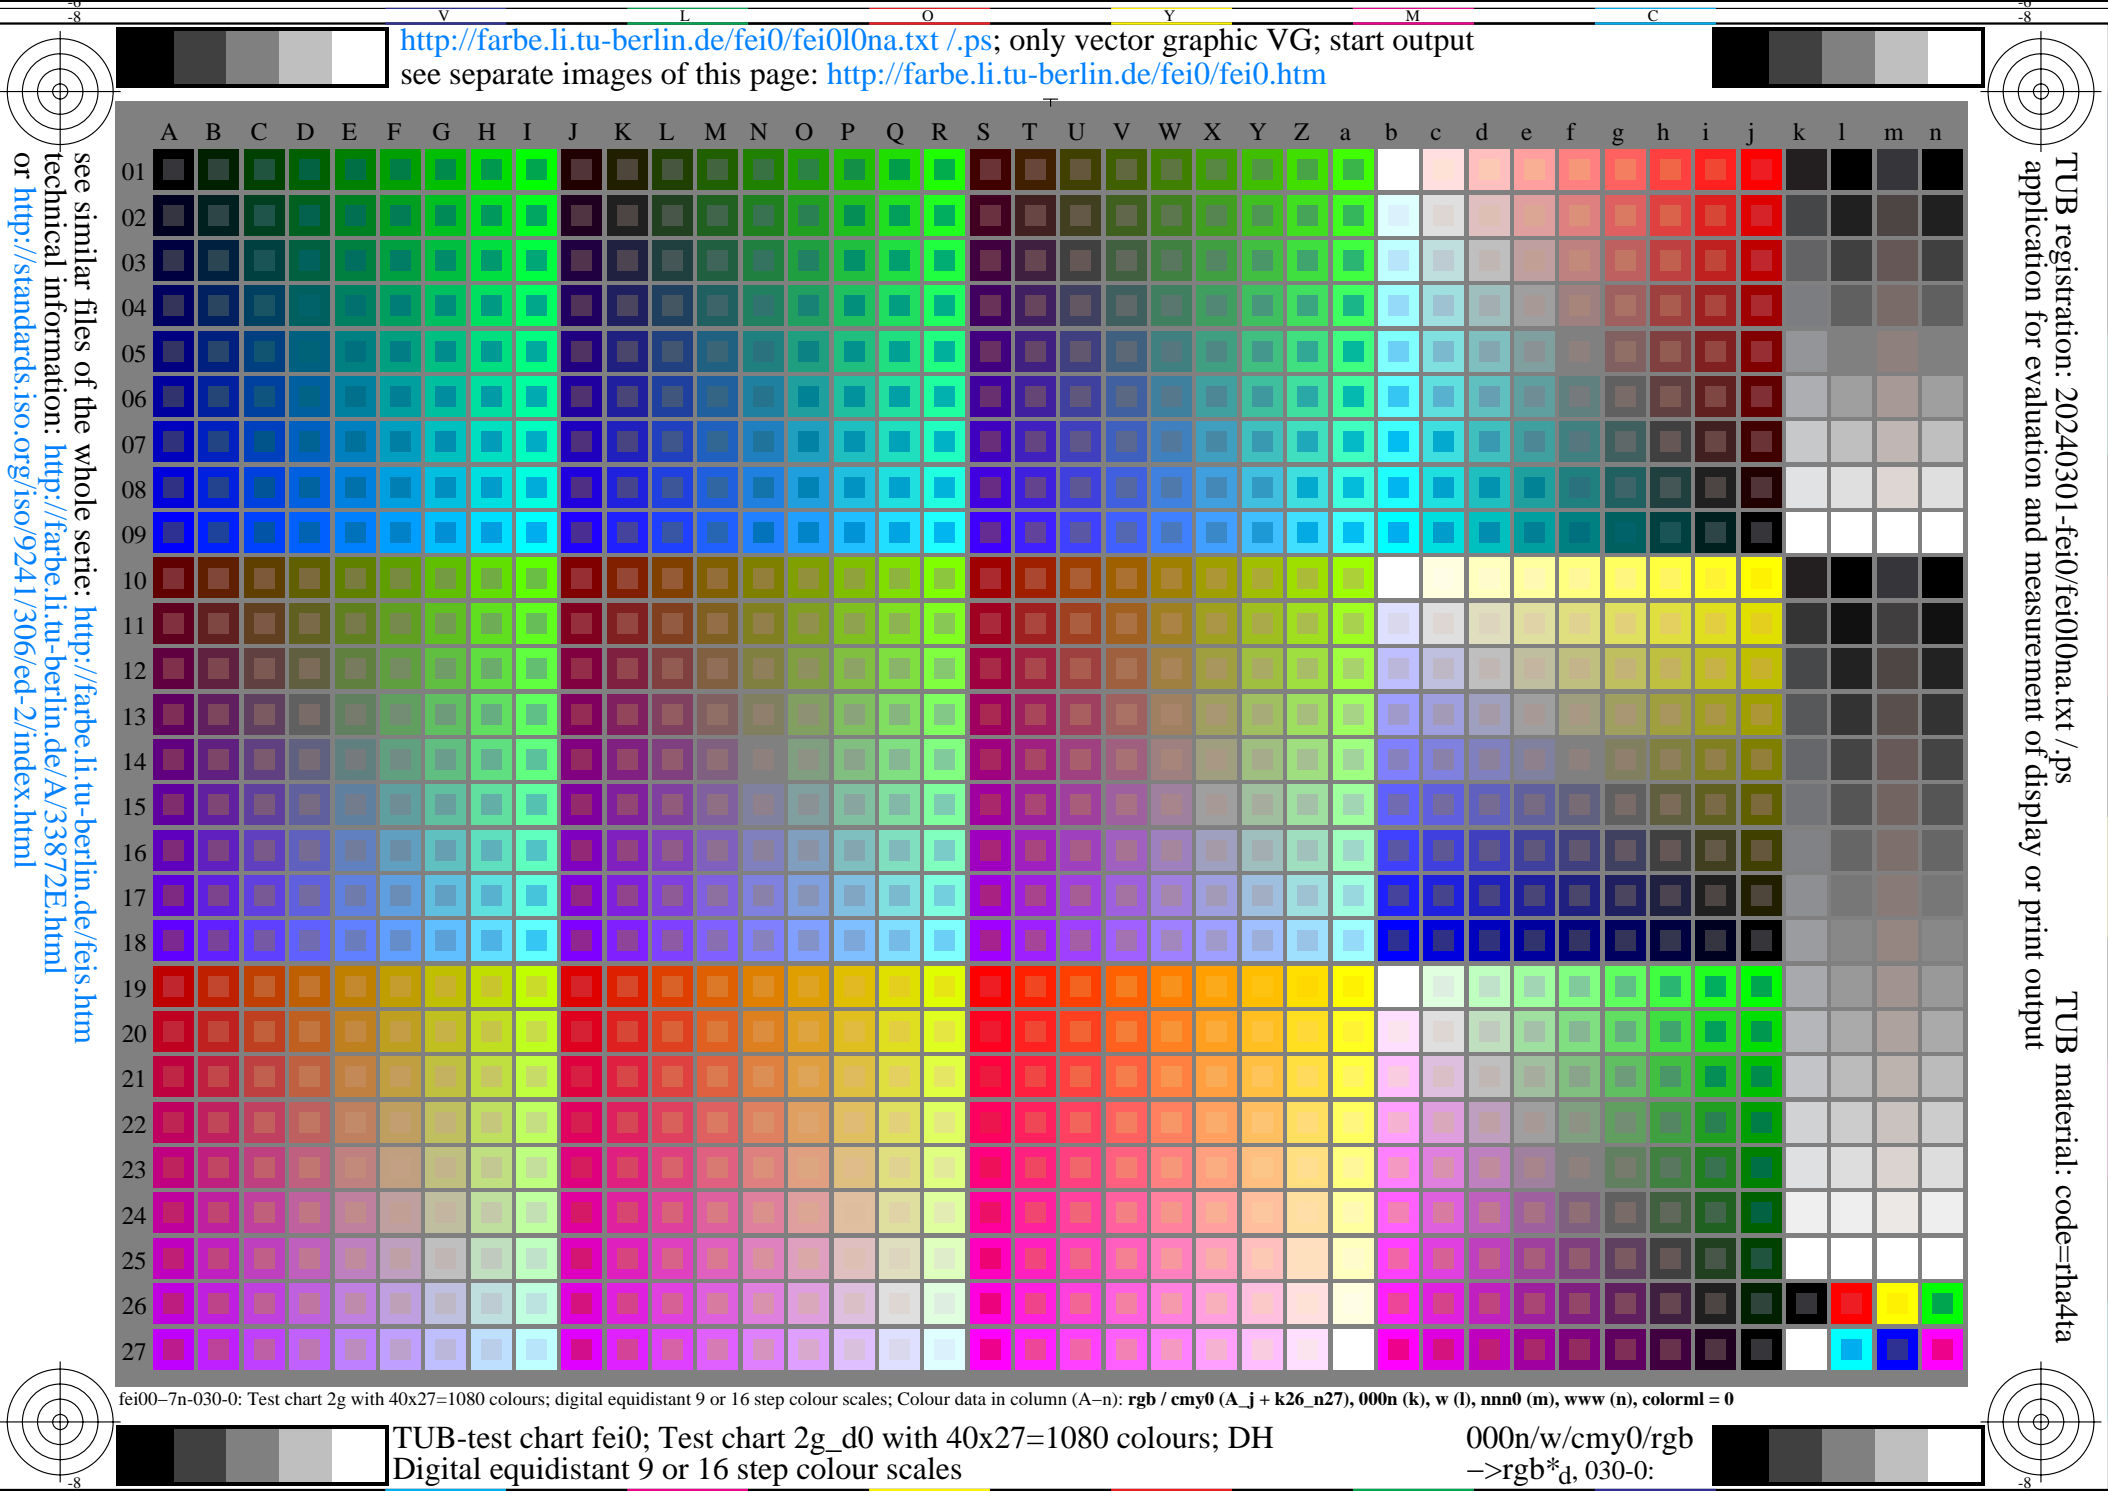 -6
-8
V L O Y M C
-6
-8
http://farbe.li.tu-berlin.de/fei0/fei0l0na.txt /.ps; only vector graphic VG; start output
see separate images of this page: http://farbe.li.tu-berlin.de/fei0/fei0.htm
A B C D E F G H I J K L M N O P Q R S T U V W X Y Z a b c d e f g h i j k l m n
01
02
03
04
05
06
07
08
09
10
11
12
13
14
15
16
17
18
19
20
21
22
23
24
25
26
27
see similar files of the whole serie: http://farbe.li.tu-berlin.de/feis.htm
technical information: http://farbe.li.tu-berlin.de/A/33872E.html
or http://standards.iso.org/iso/9241/306/ed-2/index.html
TUB registration: 20240301-fei0/fei0l0na.txt /.ps
application for evaluation and measurement of display or print output
TUB material: code=rha4ta
fei00-7n-030-0: Test chart 2g with 40x27=1080 colours; digital equidistant 9 or 16 step colour scales; Colour data in column (A-n): rgb / cmy0 (A_j + k26_n27), 000n (k), w (l), nnn0 (m), www (n), colorml = 0
TUB-test chart fei0; Test chart 2g_d0 with 40x27=1080 colours; DH
Digital equidistant 9 or 16 step colour scales
000n/w/cmy0/rgb
->rgb*d, 030-0:
-8
-8